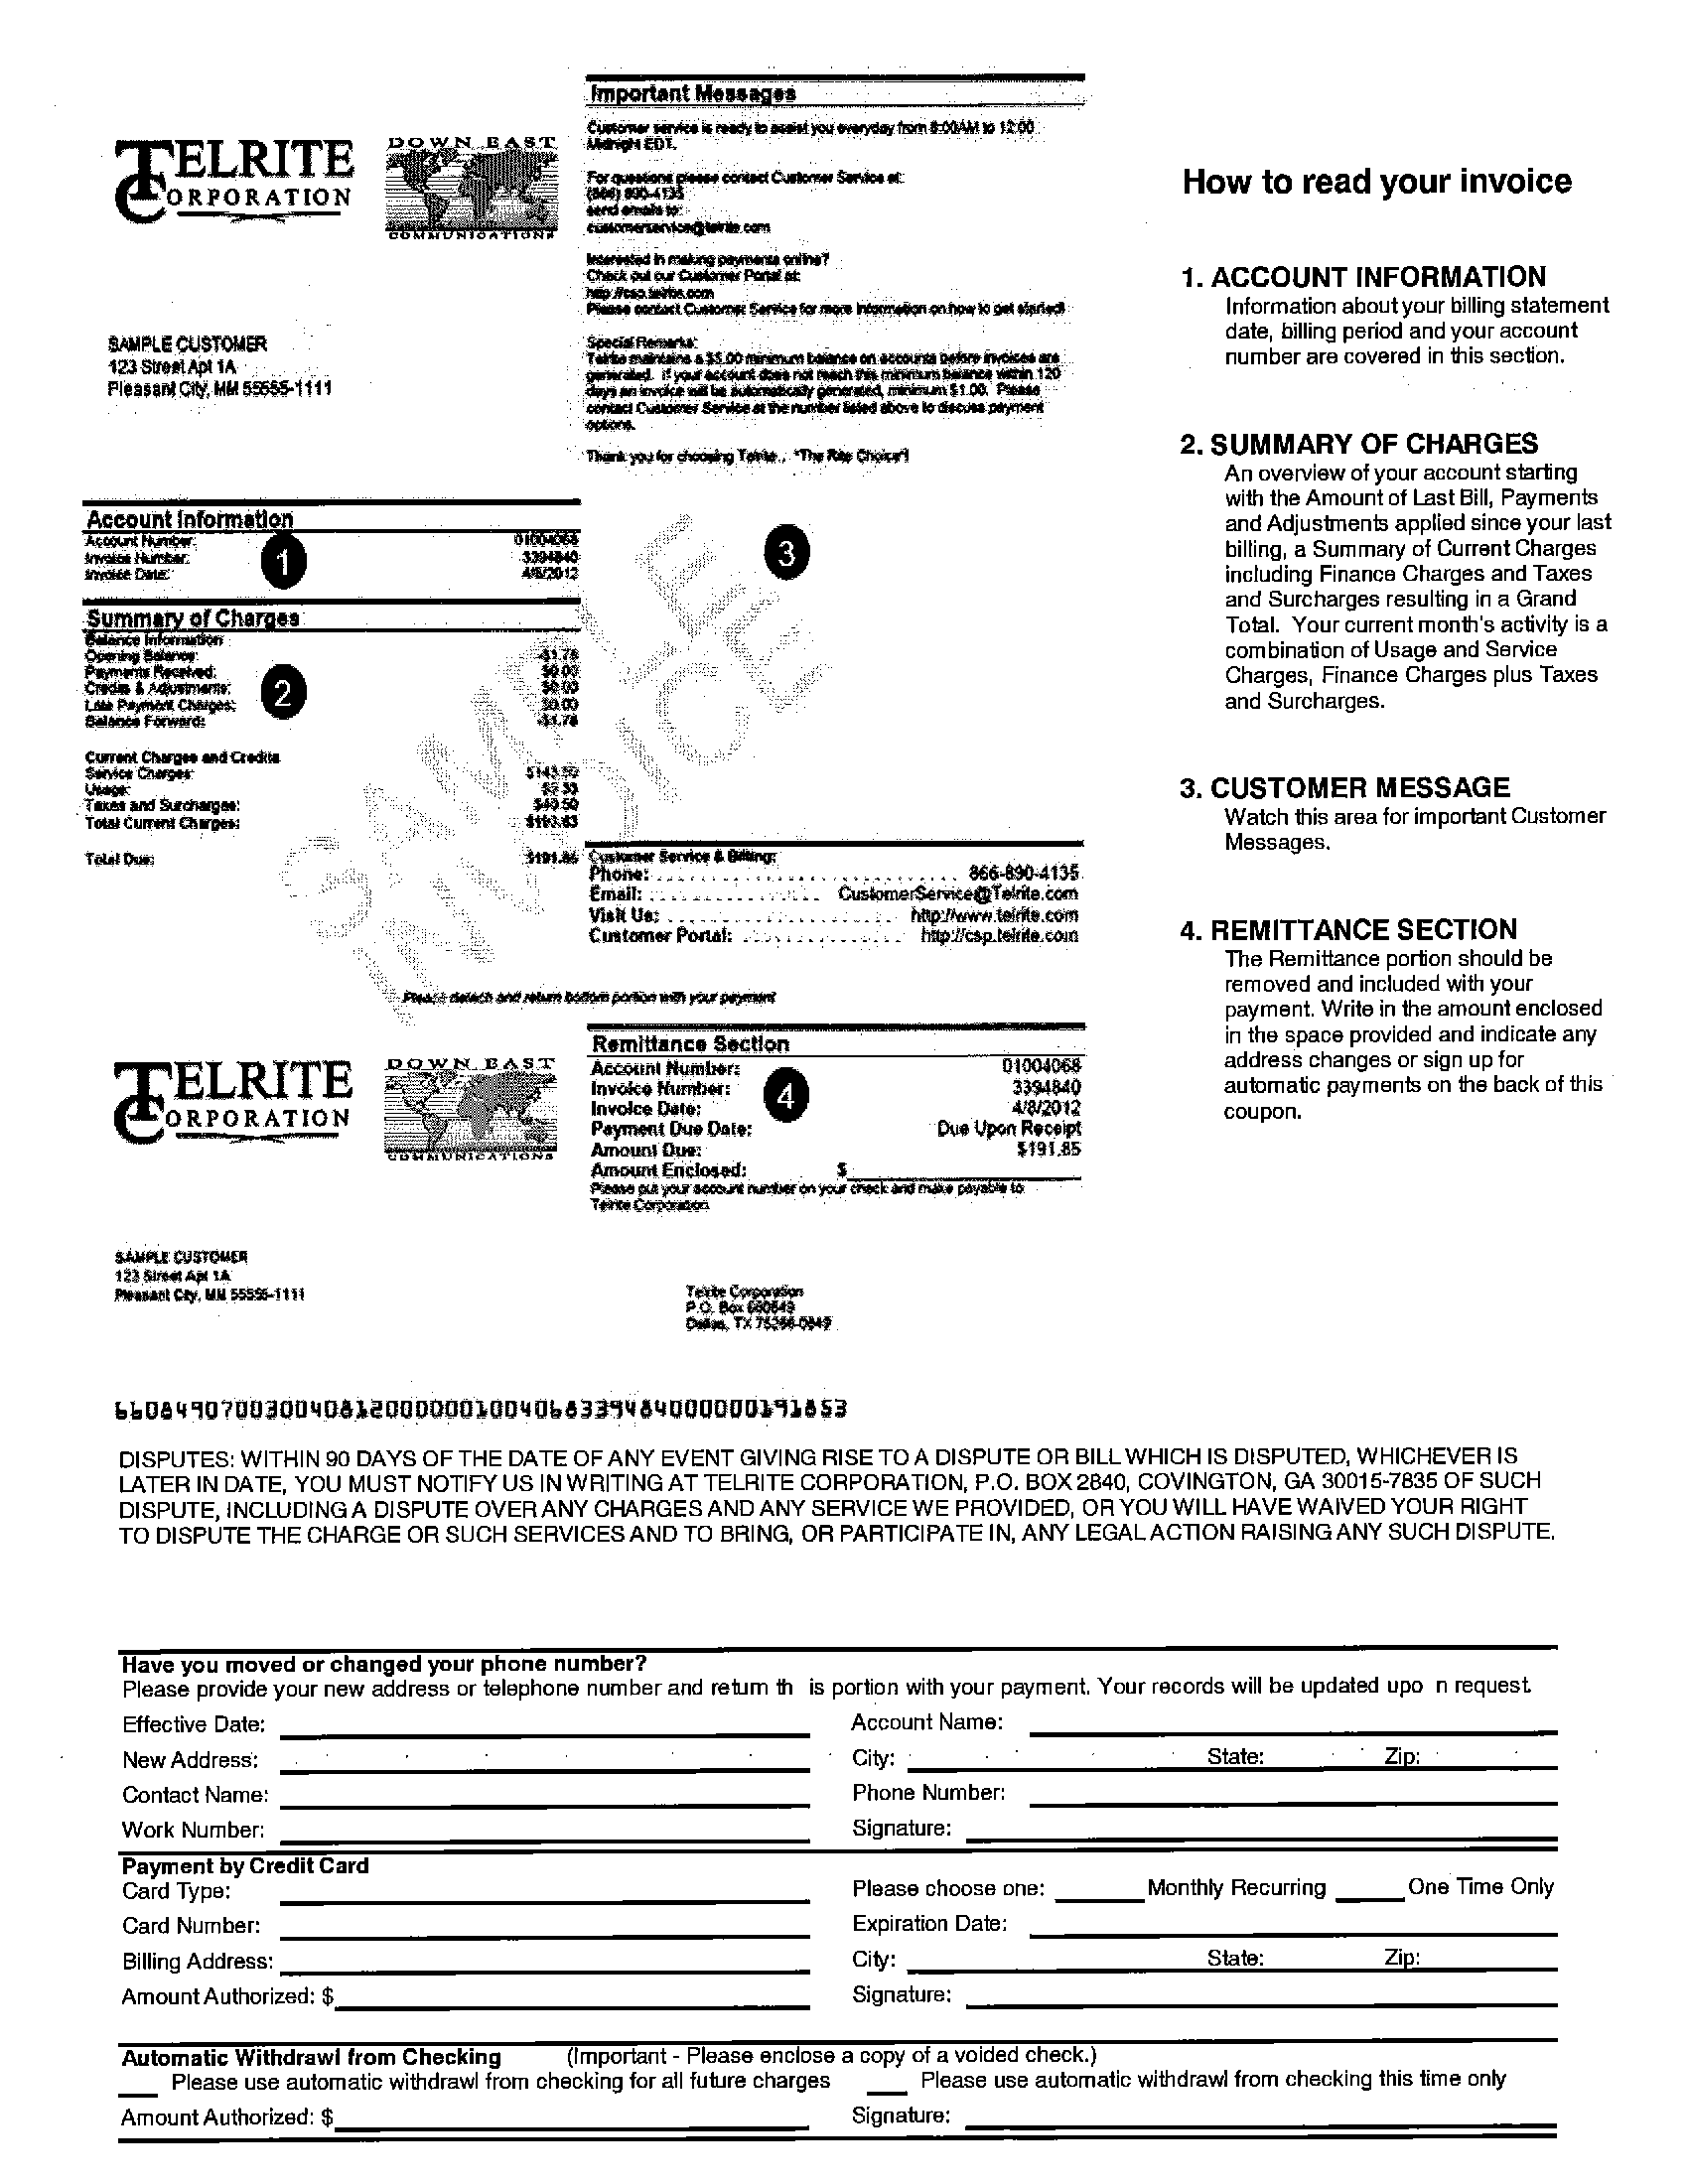 TELRITE
CORPORATION
DOWN EAST
COMMUNICATIONS
SAMPLE CUSTOMER
123 Street Apt 1A
Pleasant City, MM 55555-1111
Important Messages
Customer service is ready to assist you everyday from 8:00AM to 12:00
Midnight EDT.
For questions please contact Customer Service at:
(866) 890-4135
send emails to:
customerservice@telrite.com
Interested in making payments online?
Check out our Customer Portal at:
http://csp.telrite.com
Please contact Customer Service for more information on how to get started!
Special Remarks:
Telrite maintains a $5.00 minimum balance on accounts before invoices are
generated. If your account does not reach this minimum balance within 120
days an invoice will be automatically generated, minimum $1.00. Please
contact Customer Service at the number listed above to discuss payment
options.
Thank you for choosing Telrite... "The Rite Choice"!
Account Information
Account Number: 01004068
Invoice Number: 3394840
Invoice Date: 4/8/2012
1
Summary of Charges
Balance Information
Opening Balance: -$1.78
Payments Received: $0.00
Credits & Adjustments: $0.00
Late Payment Charges: $0.00
Balance Forward: -$1.78
2
Current Charges and Credits
Service Charges: $143.50
Usage:
Taxes and Surcharges:
Total Current Charges: $193.63
Total Due: $191.85
3
SAMPLE
INVOICE
Customer Service & Billing:
Phone: 866-890-4135
Email: CustomerService@Telrite.com
Visit Us: http://www.telrite.com
Customer Portal: http://csp.telrite.com
Please detach and return bottom portion with your payment
TELRITE
CORPORATION
DOWN EAST
COMMUNICATIONS
Remittance Section
Account Number: 01004068
Invoice Number: 3394840
Invoice Date: 4/8/2012
Payment Due Date: Due Upon Receipt
Amount Due: $191.85
Amount Enclosed: $
4
Please put your account number on your check and make payable to
Telrite Corporation
SAMPLE CUSTOMER
123 Street Apt 1A
Pleasant City, MM 55555-1111
Telrite Corporation
P.O. Box 660849
Dallas, TX 75266-0849
How to read your invoice
1. ACCOUNT INFORMATION
Information about your billing statement
date, billing period and your account
number are covered in this section.
2. SUMMARY OF CHARGES
An overview of your account starting
with the Amount of Last Bill, Payments
and Adjustments applied since your last
billing, a Summary of Current Charges
including Finance Charges and Taxes
and Surcharges resulting in a Grand
Total. Your current month's activity is a
combination of Usage and Service
Charges, Finance Charges plus Taxes
and Surcharges.
3. CUSTOMER MESSAGE
Watch this area for important Customer
Messages.
4. REMITTANCE SECTION
The Remittance portion should be
removed and included with your
payment. Write in the amount enclosed
in the space provided and indicate any
address changes or sign up for
automatic payments on the back of this
coupon.
DISPUTES: WITHIN 90 DAYS OF THE DATE OF ANY EVENT GIVING RISE TO A DISPUTE OR BILL WHICH IS DISPUTED, WHICHEVER IS
LATER IN DATE, YOU MUST NOTIFY US IN WRITING AT TELRITE CORPORATION, P.O. BOX 2840, COVINGTON, GA 30015-7835 OF SUCH
DISPUTE, INCLUDING A DISPUTE OVER ANY CHARGES AND ANY SERVICE WE PROVIDED, OR YOU WILL HAVE WAIVED YOUR RIGHT
TO DISPUTE THE CHARGE OR SUCH SERVICES AND TO BRING, OR PARTICIPATE IN, ANY LEGAL ACTION RAISING ANY SUCH DISPUTE.
Have you moved or changed your phone number?
Please provide your new address or telephone number and return th is portion with your payment. Your records will be updated upo n request.
Effective Date: Account Name:
New Address: City: State: Zip:
Contact Name: Phone Number:
Work Number: Signature:
Payment by Credit Card
Card Type: Please choose one: Monthly Recurring One Time Only
Card Number: Expiration Date:
Billing Address: City: State: Zip:
Amount Authorized: $ Signature:
Automatic Withdrawl from Checking (Important - Please enclose a copy of a voided check.)
Please use automatic withdrawl from checking for all future charges Please use automatic withdrawl from checking this time only
Amount Authorized: $ Signature: